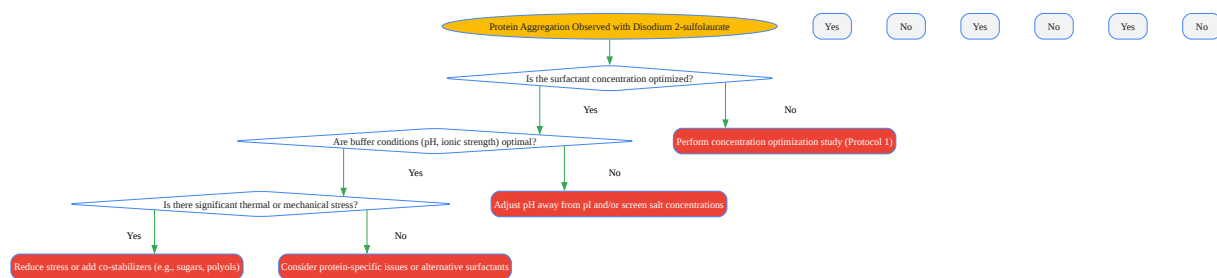 Protein Aggregation Observed with Disodium 2-sulfolaurate
Yes
No
Yes
No
Yes
No
Is the surfactant concentration optimized?
Yes
No
Are buffer conditions (pH, ionic strength) optimal?
Perform concentration optimization study (Protocol 1)
Yes
No
Is there significant thermal or mechanical stress?
Adjust pH away from pI and/or screen salt concentrations
Yes
No
Reduce stress or add co-stabilizers (e.g., sugars, polyols)
Consider protein-specific issues or alternative surfactants